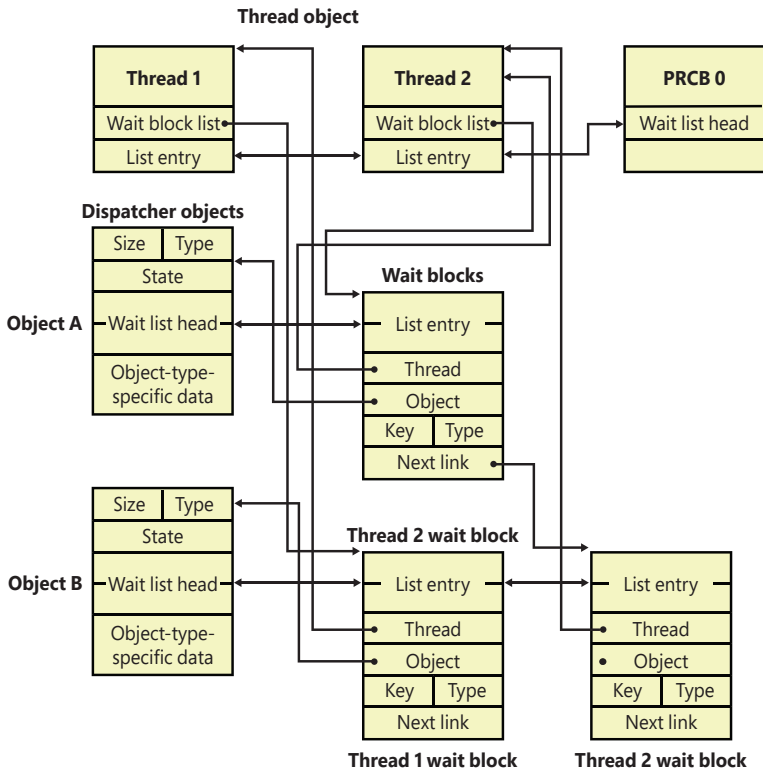 Thread object
Thread 1
Wait block list
List entry
Thread 2
Wait block list
List entry
PRCB 0
Wait list head
Dispatcher objects
Size Type
State
Object A
Wait list head
Object-type-
specific data
Wait blocks
List entry
Thread
Object
Key Type
Next link
Thread 2 wait block
Size Type
State
Object B
Wait list head
Object-type-
specific data
List entry
Thread
Object
Key Type
Next link
Thread 1 wait block
List entry
Thread
Object
Key Type
Next link
Thread 2 wait block